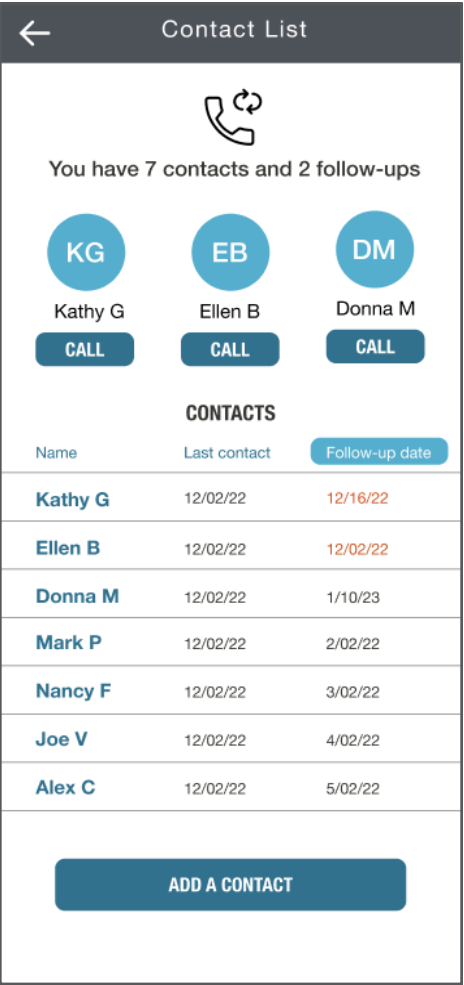 Contact List
You have 7 contacts and 2 follow-ups
KG EB DM
Kathy G Ellen B Donna M
CALL CALL CALL
CONTACTS
Name Last contact Follow-up date
Kathy G 12/02/22 12/16/22
Ellen B 12/02/22 12/02/22
Donna M 12/02/22 1/10/23
Mark P 12/02/22 2/02/22
Nancy F 12/02/22 3/02/22
Joe V 12/02/22 4/02/22
Alex C 12/02/22 5/02/22
ADD A CONTACT